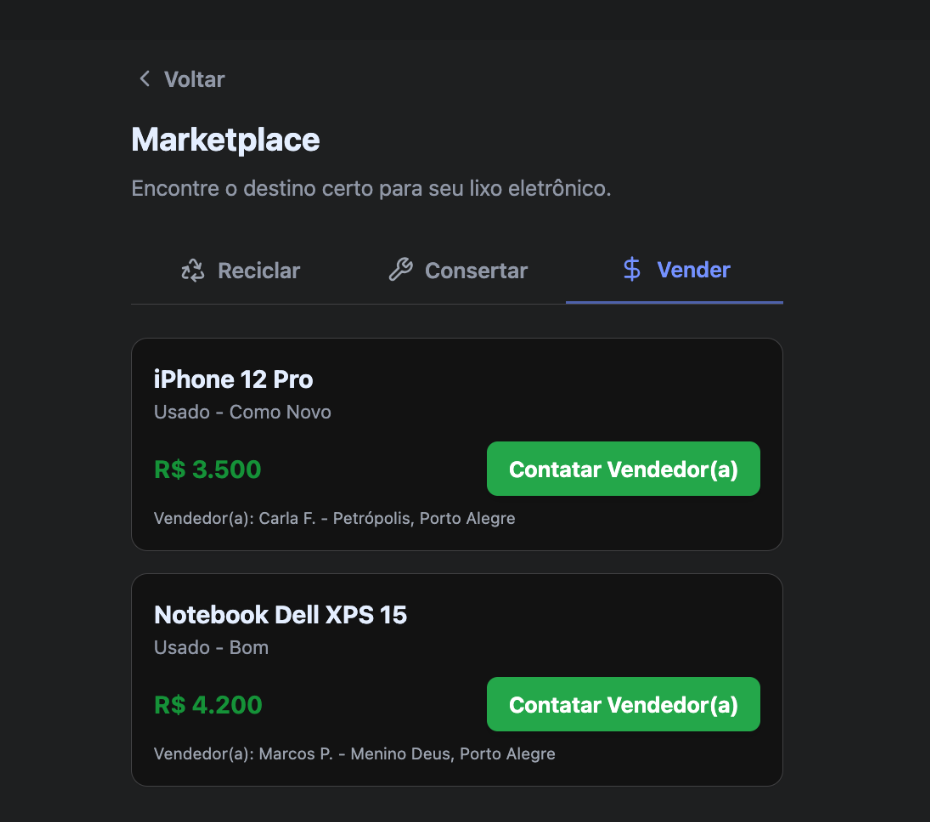 Voltar
Marketplace
Encontre o destino certo para seu lixo eletrônico.
Reciclar Consertar Vender
iPhone 12 Pro
Usado - Como Novo
R$ 3.500 Contatar Vendedor(a)
Vendedor(a): Carla F. - Petrópolis, Porto Alegre
Notebook Dell XPS 15
Usado - Bom
R$ 4.200 Contatar Vendedor(a)
Vendedor(a): Marcos P. - Menino Deus, Porto Alegre